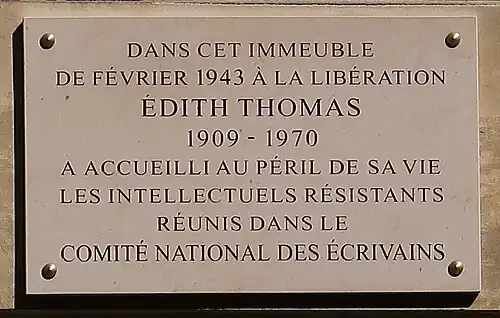 DANS CET IMMEUBLE
DE FÉVRIER 1943 À LA LIBÉRATION
ÉDITH THOMAS
1909 - 1970
A ACCUEILLI AU PÉRIL DE SA VIE
LES INTELLECTUELS RÉSISTANTS
RÉUNIS DANS LE
COMITÉ NATIONAL DES ÉCRIVAINS